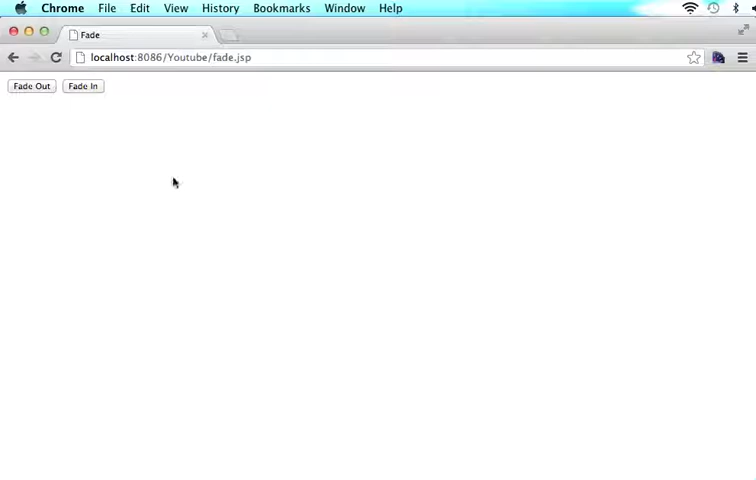 Chrome File Edit View History Bookmarks Window Help
Fade
localhost:8086/Youtube/fade.jsp
Fade Out Fade In